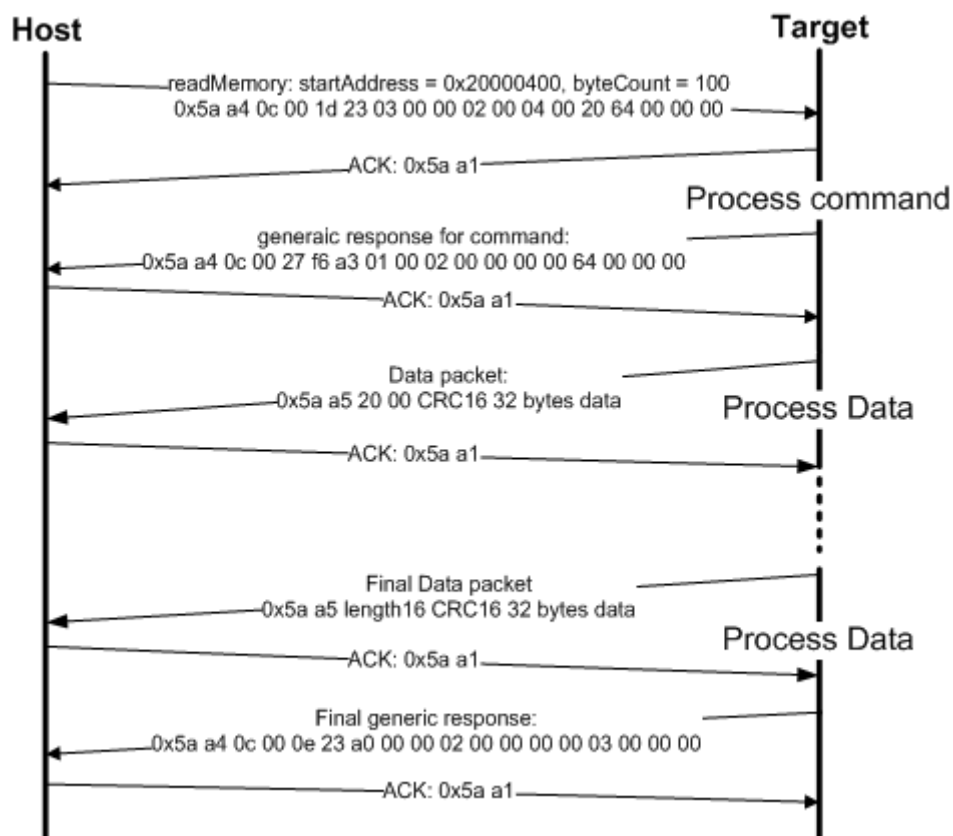 Host
Target
readMemory: startAddress = 0x20000400, byteCount = 100
0x5a a4 0c 00 1d 23 03 00 00 02 00 04 00 20 64 00 00 00
ACK: 0x5a a1
Process command
generaic response for command:
0x5a a4 0c 00 27 f6 a3 01 00 02 00 00 00 00 64 00 00 00
ACK: 0x5a a1
Data packet:
0x5a a5 20 00 CRC16 32 bytes data
Process Data
ACK: 0x5a a1
Final Data packet
0x5a a5 length16 CRC16 32 bytes data
Process Data
ACK: 0x5a a1
Final generic response:
0x5a a4 0c 00 0e 23 a0 00 00 02 00 00 00 00 03 00 00 00
ACK: 0x5a a1